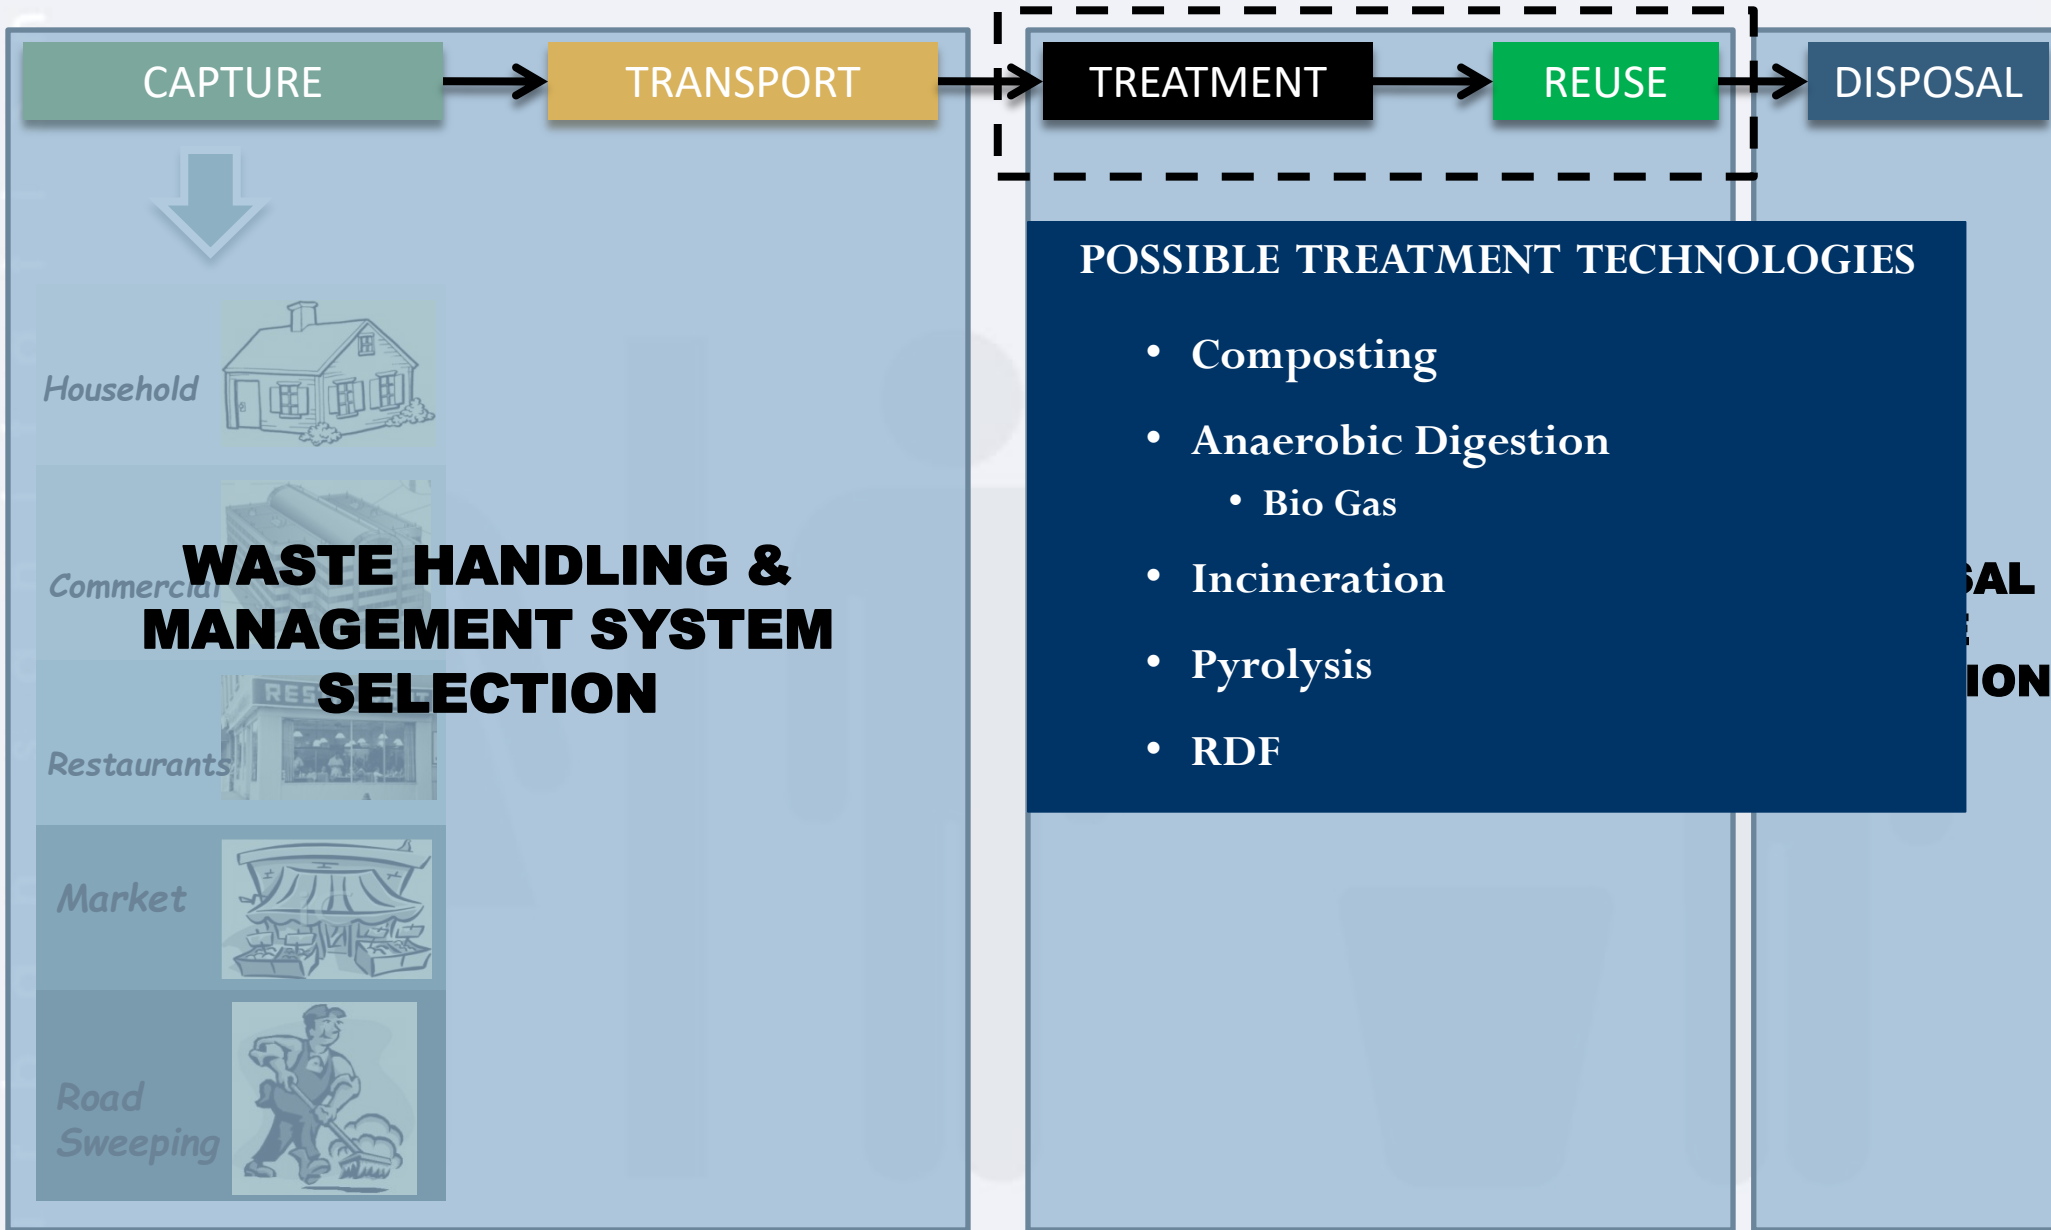 CAPTURE
TRANSPORT
TREATMENT
REUSE
DISPOSAL
Household
Commercial
Restaurants
Market
Road
Sweeping
WASTE HANDLING &
MANAGEMENT SYSTEM
SELECTION
POSSIBLE TREATMENT TECHNOLOGIES
• Composting
• Anaerobic Digestion
• Bio Gas
• Incineration
• Pyrolysis
• RDF